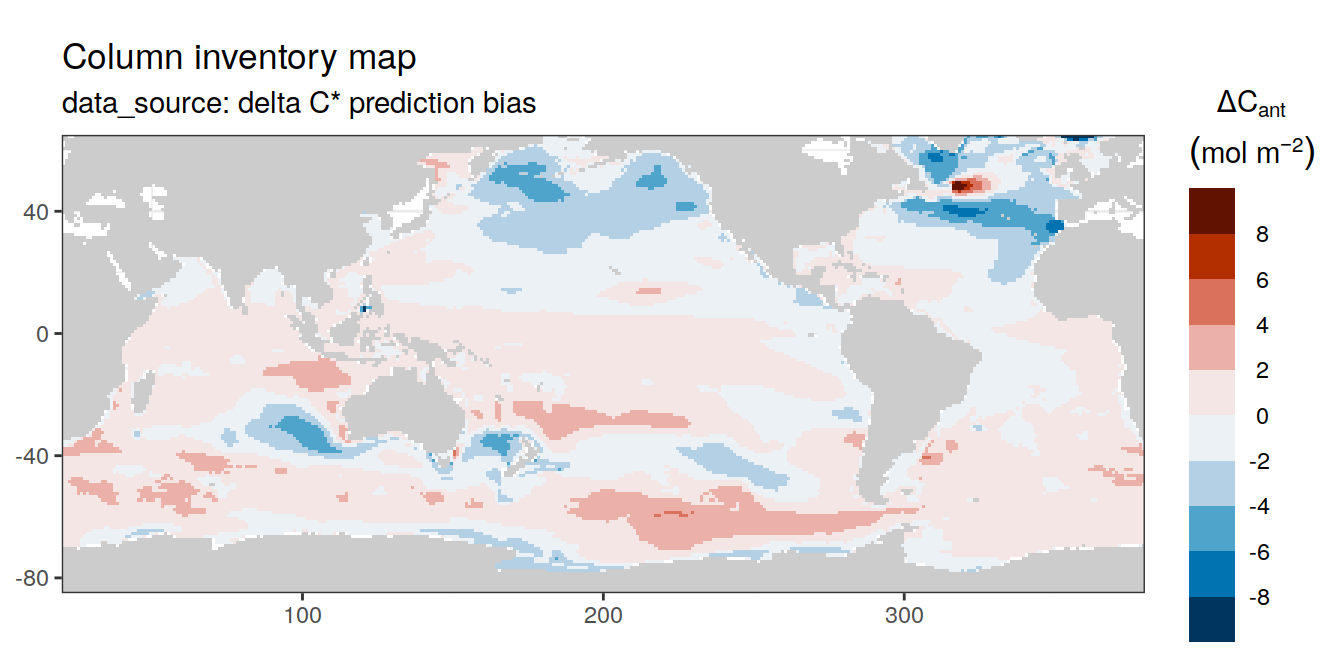 Column inventory map
data_source: delta C* prediction bias
ΔCant
(mol m⁻²)
8
6
4
2
0
-2
-4
-6
-8
40
0
-40
-80
100 200 300